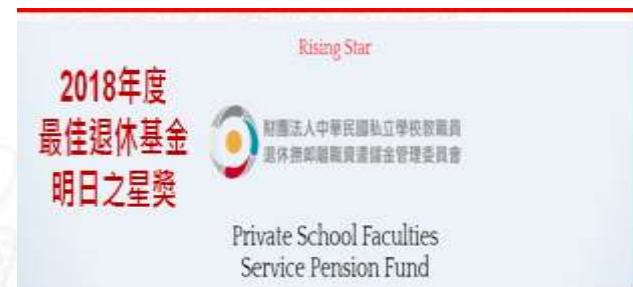 Rising Star
2018年度
最佳退休基金
明日之星獎
財團法人中華民國私立學校教職員
退休撫卹離職資遣儲金管理委員會
Private School Faculties
Service Pension Fund